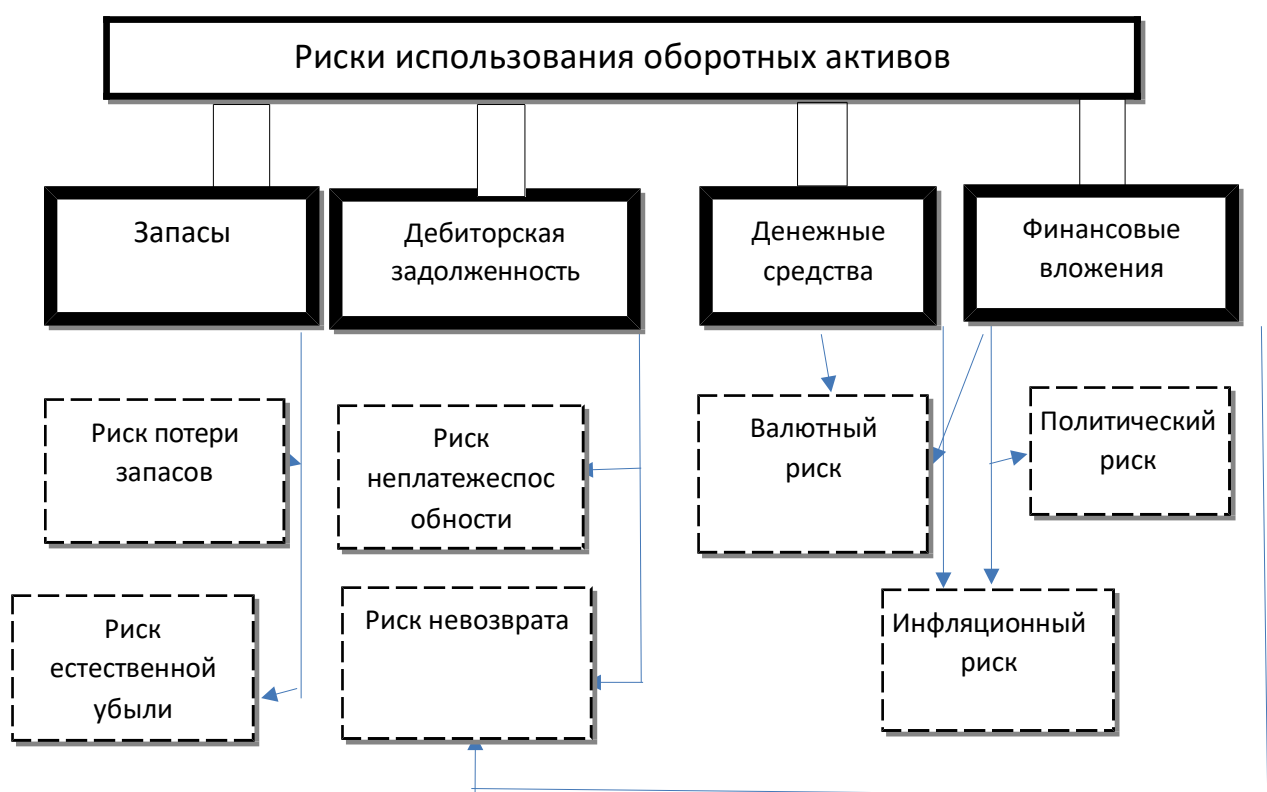 Риски использования оборотных активов
Запасы
Дебиторская
задолженность
Денежные
средства
Финансовые
вложения
Риск потери
запасов
Риск
неплатежеспос
обности
Валютный
риск
Политический
риск
Риск
естественной
убыли
Риск невозврата
Инфляционный
риск